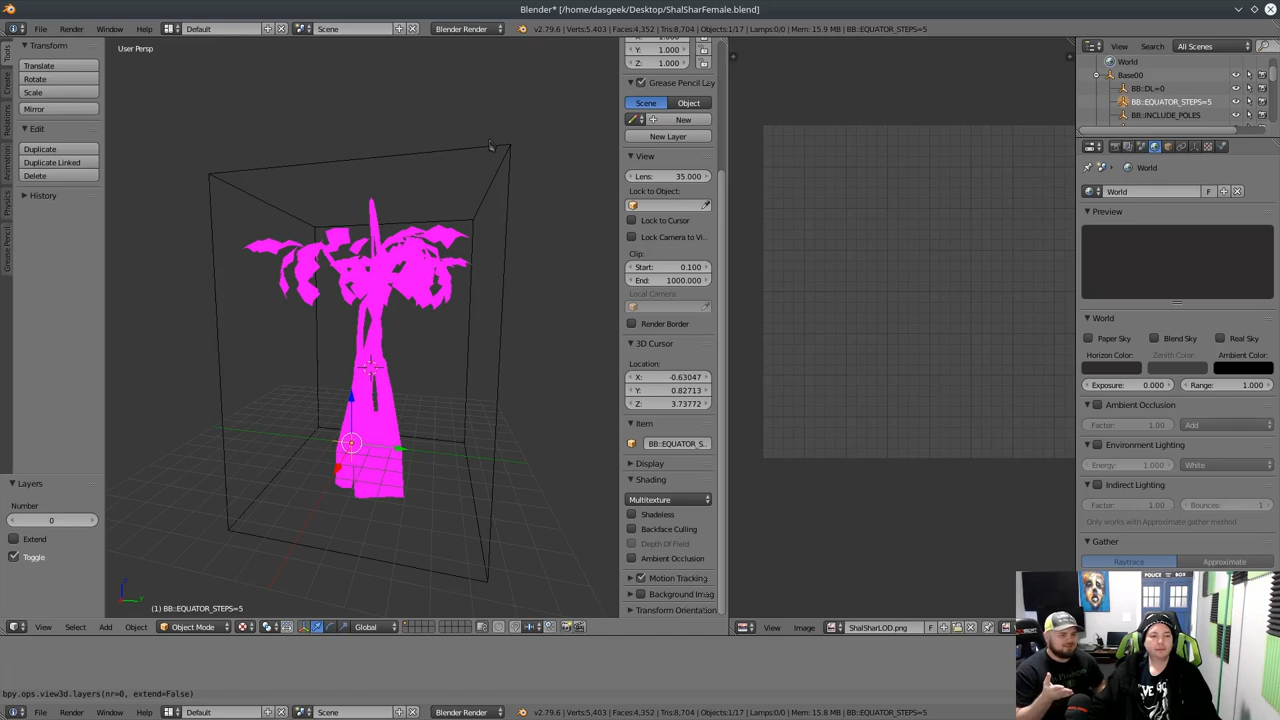 Blender* [/home/dasgeek/Desktop/ShalSharFemale.blend]
File Render Window Help Default Scene Blender Render v2.79.6 | Verts:5,403 | Faces:4,352 | Tris:8,704 | Objects:1/17 | Lamps:0/0 | Mem:15.9 MB | BB::EQUATOR_STEPS=5
View Search All Scenes
Tools
Create
Relations
Animation
Physics
Grease Pencil
Transform
Translate
Rotate
Scale
Mirror
Edit
Duplicate
Duplicate Linked
Delete
History
Layers
Number
0
Extend
Toggle
User Persp
(1) BB::EQUATOR_STEPS=5
Y: 1.000
Z: 1.000
Grease Pencil Lay
Scene Object
New
New Layer
View
Lens: 35.000
Lock to Object:
Lock to Cursor
Lock Camera to Vi...
Clip:
Start: 0.100
End: 1000.000
Local Camera:
Render Border
3D Cursor
Location:
X: -0.63047
Y: 0.82713
Z: 3.73772
Item
BB::EQUATOR_S..
Display
Shading
Multitexture
Shadeless
Backface Culling
Depth Of Field
Ambient Occlusion
Motion Tracking
Background Imag
Transform Orientation
World
Base00
BB::DL=0
BB::EQUATOR_STEPS=5
BB::INCLUDE_POLES
World
World F
Preview
World
Paper Sky Blend Sky Real Sky
Horizon Color: Zenith Color: Ambient Color:
Exposure: 0.000 Range: 1.000
Ambient Occlusion
Factor: 1.00 Add
Environment Lighting
Energy: 1.000 White
Indirect Lighting
Factor: 1.00 Bounces: 1
Only works with Approximate gather method
Gather
Raytrace Approximate
View Select Add Object Object Mode Global
View Image ShalSharLOD.png F
bpy.ops.view3d.layers(nr=0, extend=False)
File Render Window Help Default Scene Blender Render v2.79.6 | Verts:5,403 | Faces:4,352 | Tris:8,704 | Objects:1/17 | Lamps:0/0 | Mem:15.8 MB | BB::EQUATOR_STEPS=5
POLICE BOX